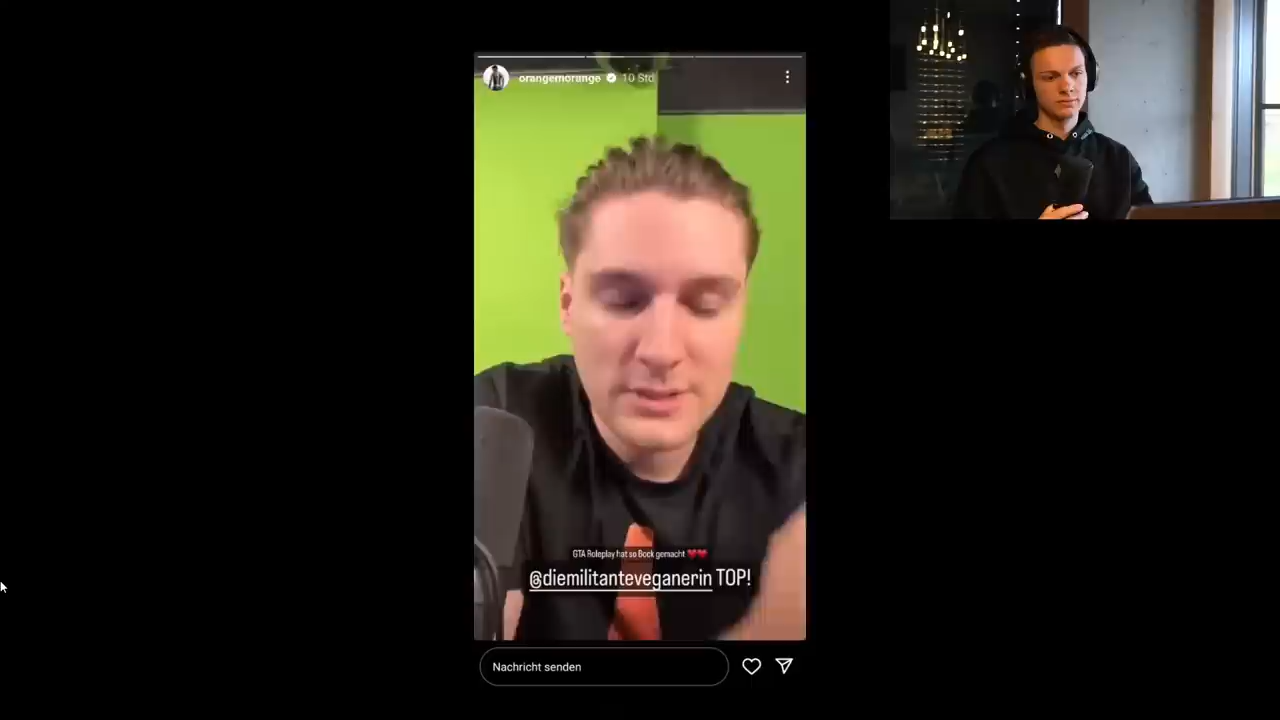 orangemorange 10 Std
GTA Roleplay hat so Bock gemacht ❤️❤️
@diemilitanteveganerin TOP!
Nachricht senden